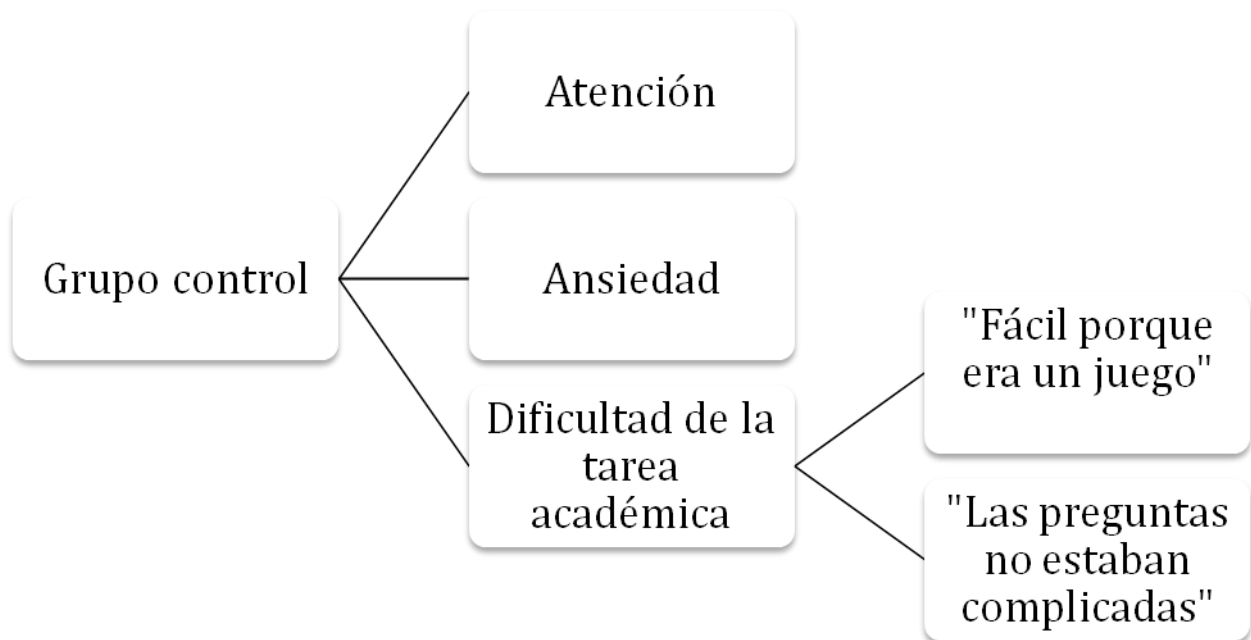 Grupo control
Atención
Ansiedad
Dificultad de la
tarea
académica
"Fácil porque
era un juego"
"Las preguntas
no estaban
complicadas"